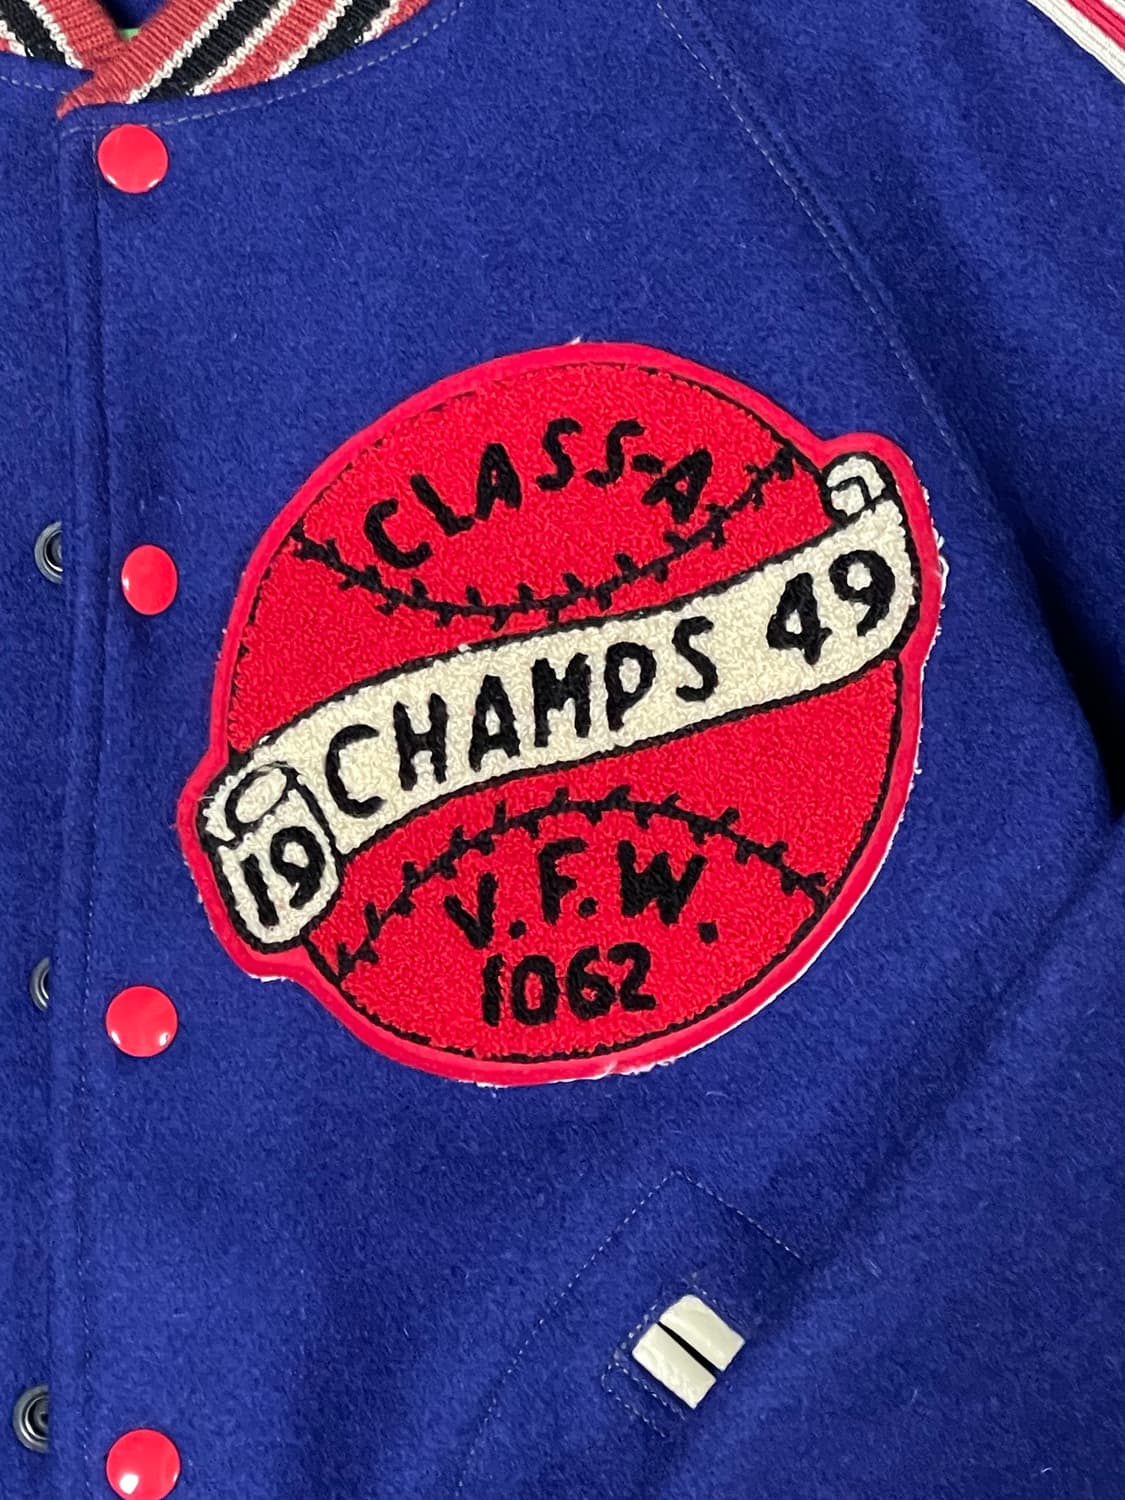 CLASS-A
19 CHAMPS 49
V.F.W.
1062